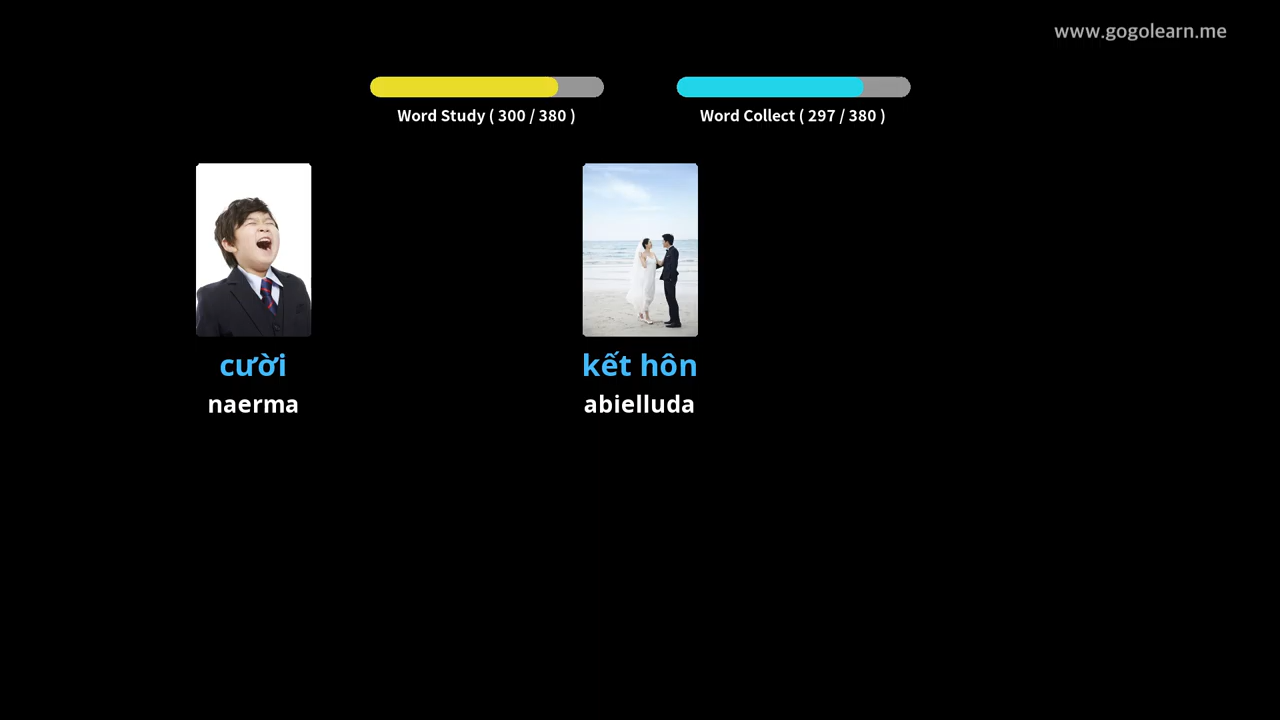 www.gogolearn.me
Word Study ( 300 / 380 )
Word Collect ( 297 / 380 )
cười
naerma
kết hôn
abielluda